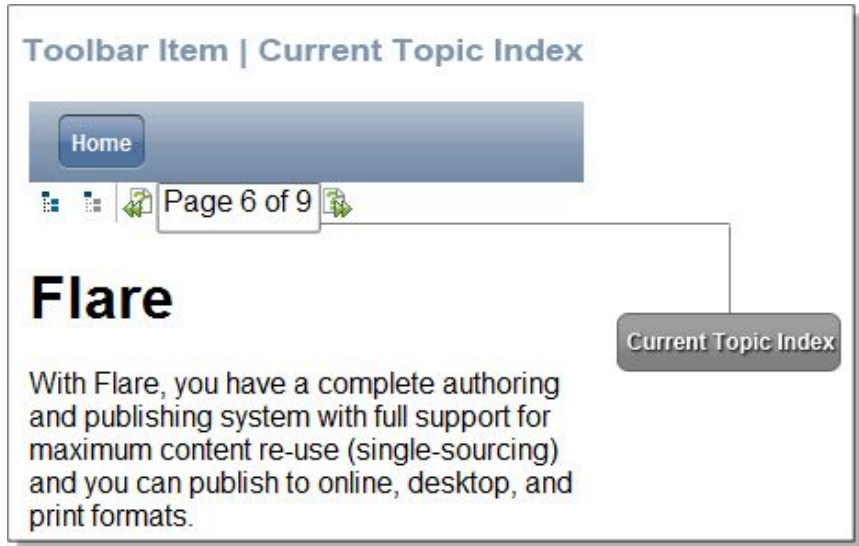 Toolbar Item | Current Topic Index
Home
Page 6 of 9
Flare
Current Topic Index
With Flare, you have a complete authoring
and publishing system with full support for
maximum content re-use (single-sourcing)
and you can publish to online, desktop, and
print formats.